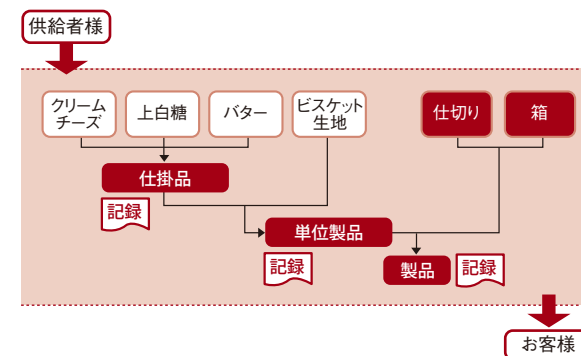 供給者様
クリーム
チーズ
上白糖
バター
ビスケット
生地
仕切り
箱
仕掛品
記録
単位製品
記録
製品
記録
お客様